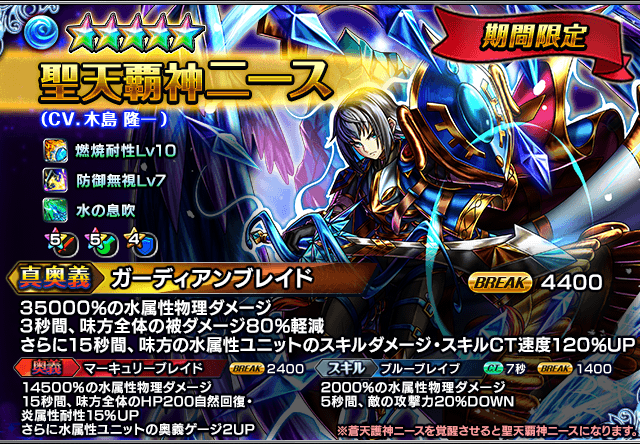 期間限定
聖天覇神ニース
(CV.木島 隆一)
燃焼耐性Lv10
防御無視Lv7
水の息吹
5 5 4
真奥義 ガーディアンブレイド BREAK 4400
35000%の水属性物理ダメージ
3秒間、味方全体の被ダメージ80%軽減
さらに15秒間、味方の水属性ユニットのスキルダメージ・スキルCT速度120%UP
奥義 マーキュリーブレイド BREAK 2400
14500%の水属性物理ダメージ
15秒間、味方全体のHP200自然回復・
炎属性耐性15%UP
さらに水属性ユニットの奥義ゲージ2UP
スキル ブルーブレイブ CT 7秒 BREAK 1400
2000%の水属性物理ダメージ
5秒間、敵の攻撃力20%DOWN
※蒼天護神ニースを覚醒させると聖天覇神ニースになります。